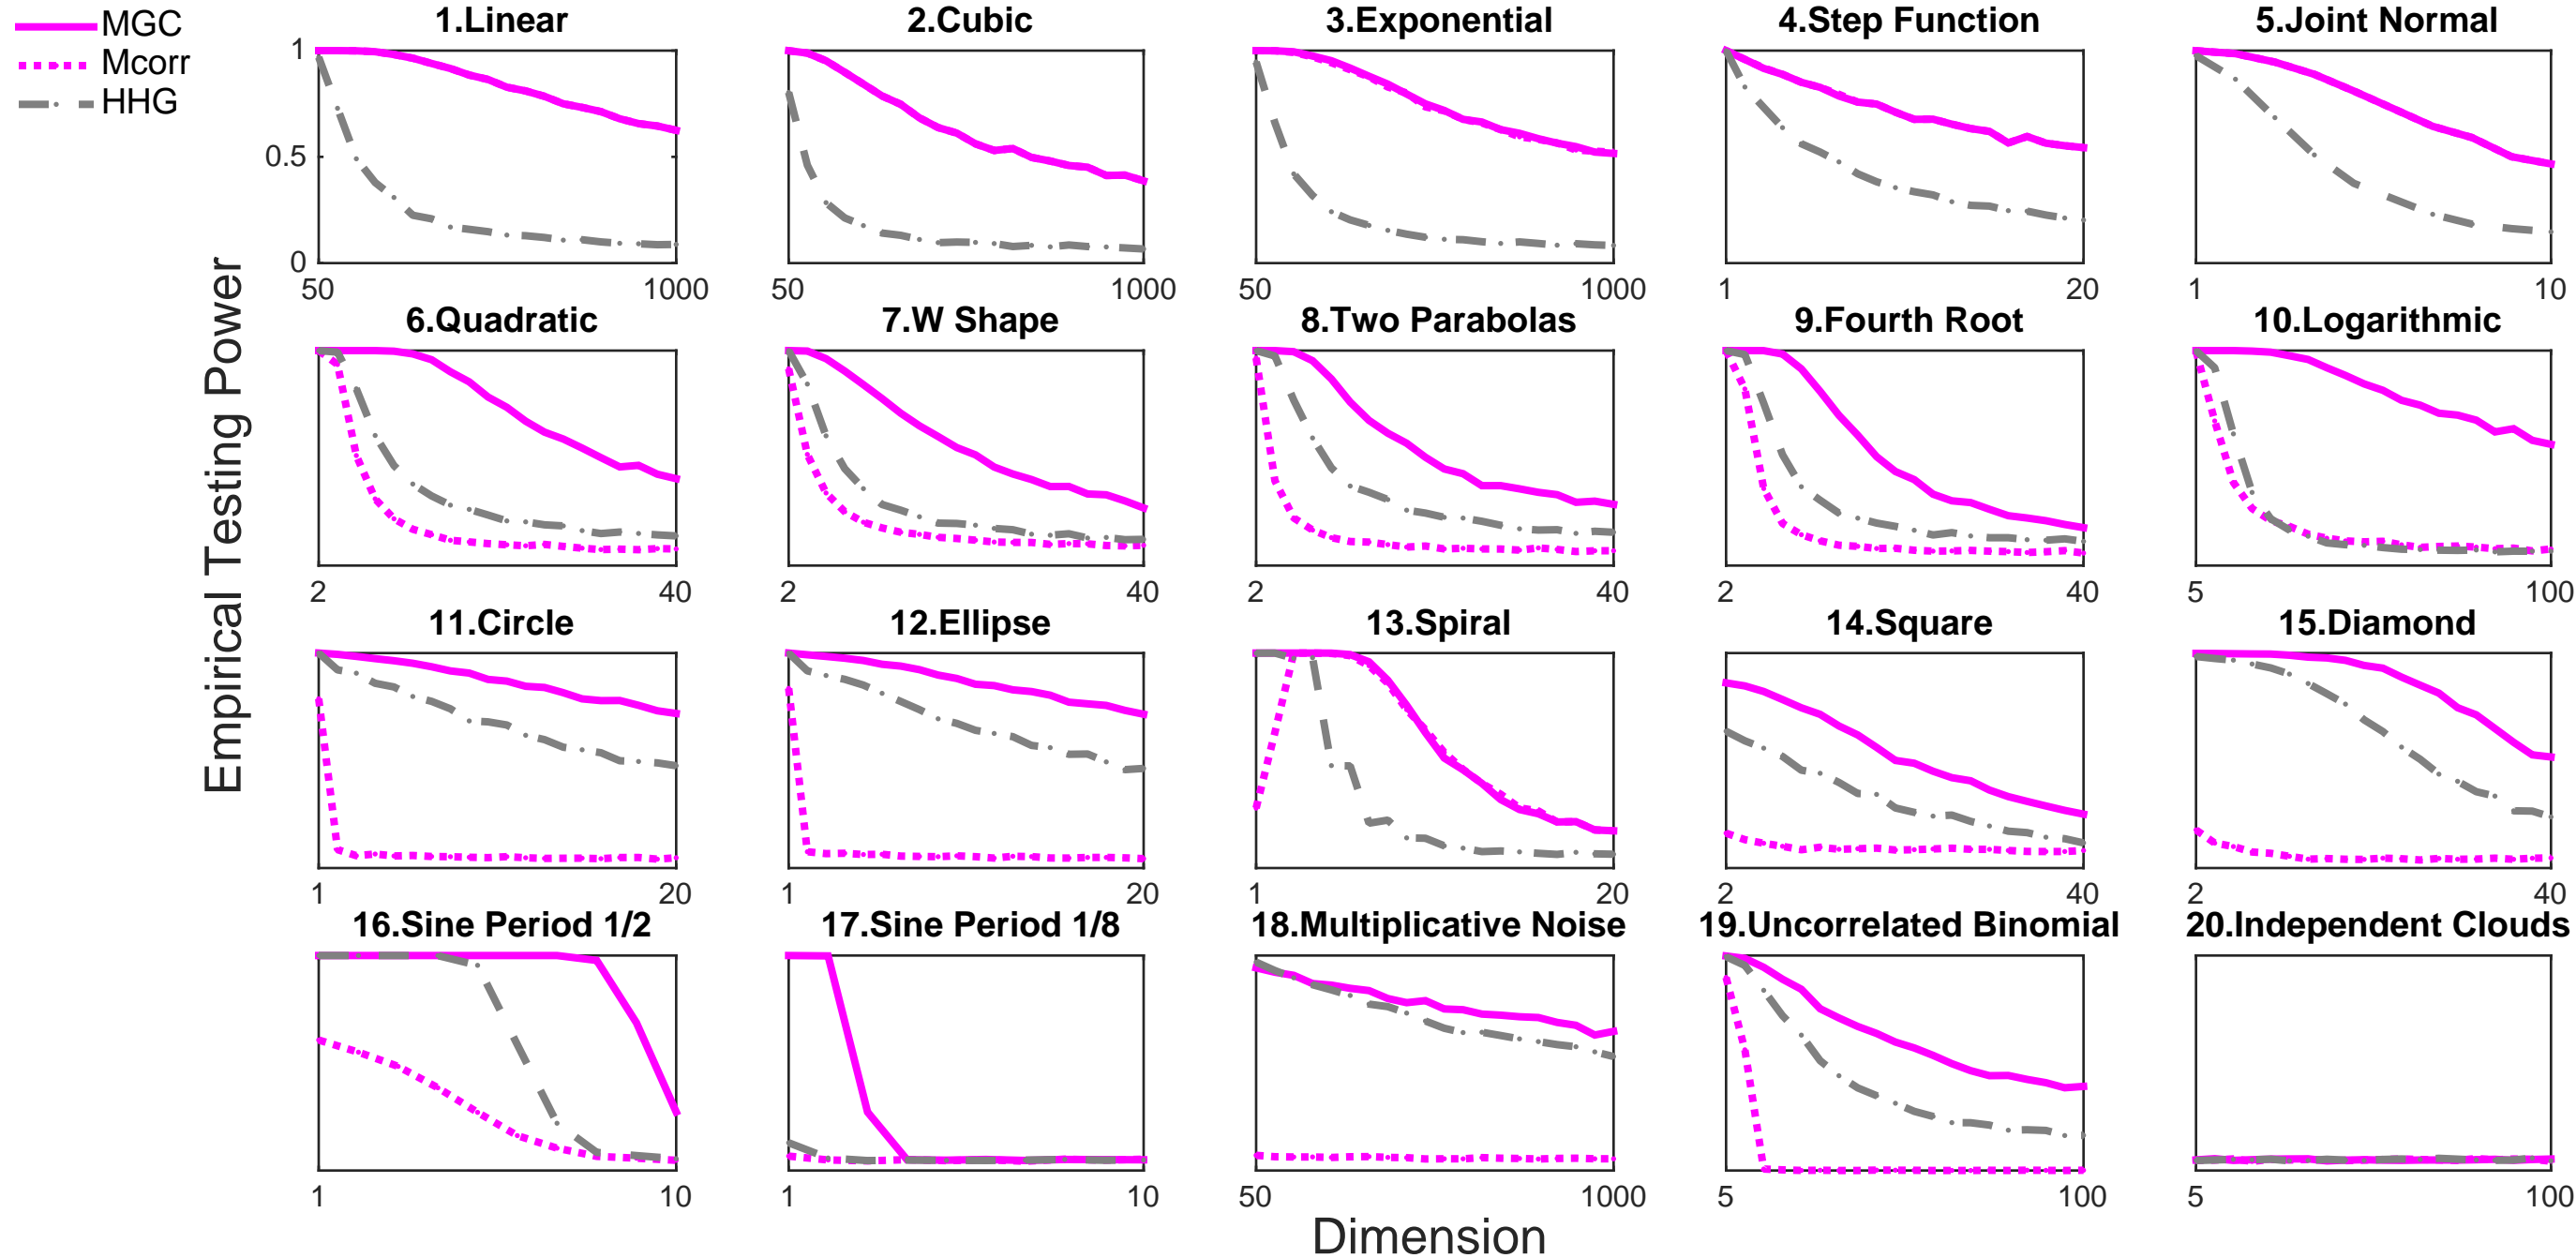 MGC
Mcorr
HHG
Empirical Testing Power
1.Linear
1
0.5
0
50 1000
2.Cubic
50 1000
3.Exponential
50 1000
4.Step Function
1 20
5.Joint Normal
1 10
6.Quadratic
2 40
7.W Shape
2 40
8.Two Parabolas
2 40
9.Fourth Root
2 40
10.Logarithmic
5 100
11.Circle
1 20
12.Ellipse
1 20
13.Spiral
1 20
14.Square
2 40
15.Diamond
2 40
16.Sine Period 1/2
1 10
17.Sine Period 1/8
1 10
18.Multiplicative Noise
50 1000
19.Uncorrelated Binomial
5 100
20.Independent Clouds
5 100
Dimension